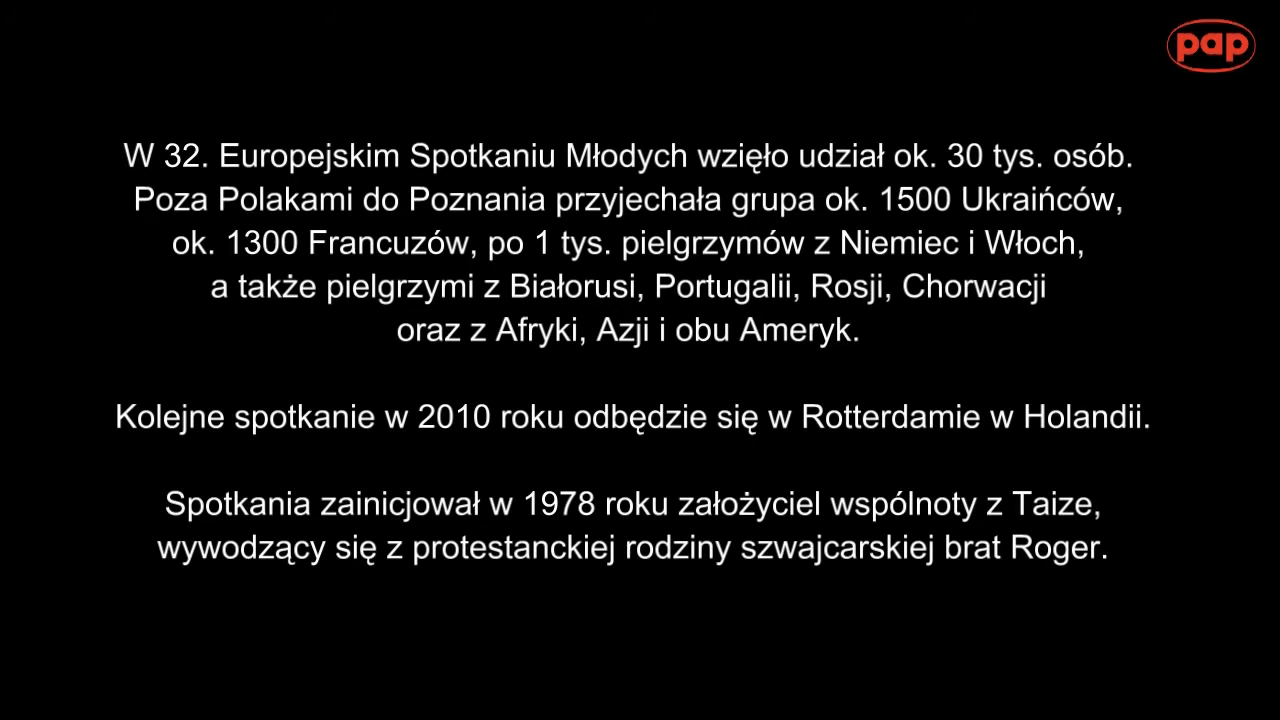 pap
W 32. Europejskim Spotkaniu Młodych wzięło udział ok. 30 tys. osób.
Poza Polakami do Poznania przyjechała grupa ok. 1500 Ukraińców,
ok. 1300 Francuzów, po 1 tys. pielgrzymów z Niemiec i Włoch,
a także pielgrzymi z Białorusi, Portugalii, Rosji, Chorwacji
oraz z Afryki, Azji i obu Ameryk.
Kolejne spotkanie w 2010 roku odbędzie się w Rotterdamie w Holandii.
Spotkania zainicjował w 1978 roku założyciel wspólnoty z Taize,
wywodzący się z protestanckiej rodziny szwajcarskiej brat Roger.